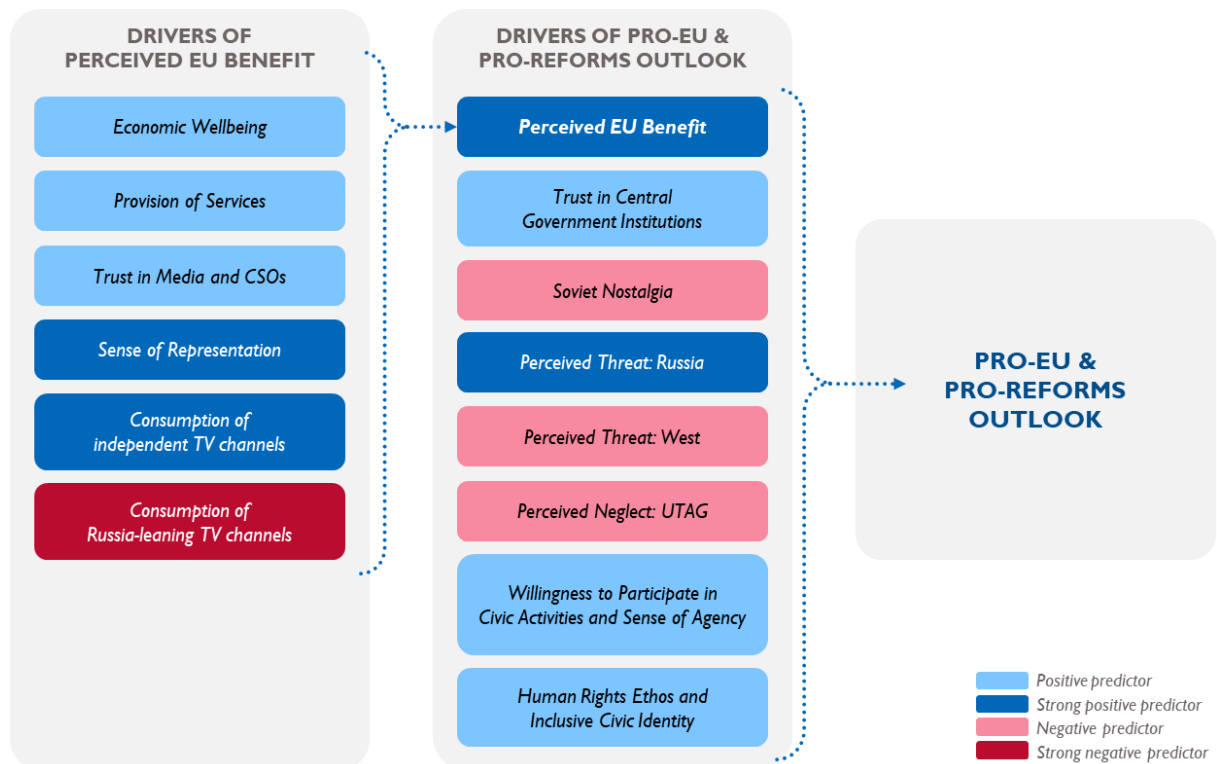 DRIVERS OF
PERCEIVED EU BENEFIT
Economic Wellbeing
Provision of Services
Trust in Media and CSOs
Sense of Representation
Consumption of
independent TV channels
Consumption of
Russia-leaning TV channels
DRIVERS OF PRO-EU &
PRO-REFORMS OUTLOOK
Perceived EU Benefit
Trust in Central
Government Institutions
Soviet Nostalgia
Perceived Threat: Russia
Perceived Threat: West
Perceived Neglect: UTAG
Willingness to Participate in
Civic Activities and Sense of Agency
Human Rights Ethos and
Inclusive Civic Identity
PRO-EU &
PRO-REFORMS
OUTLOOK
Positive predictor
Strong positive predictor
Negative predictor
Strong negative predictor